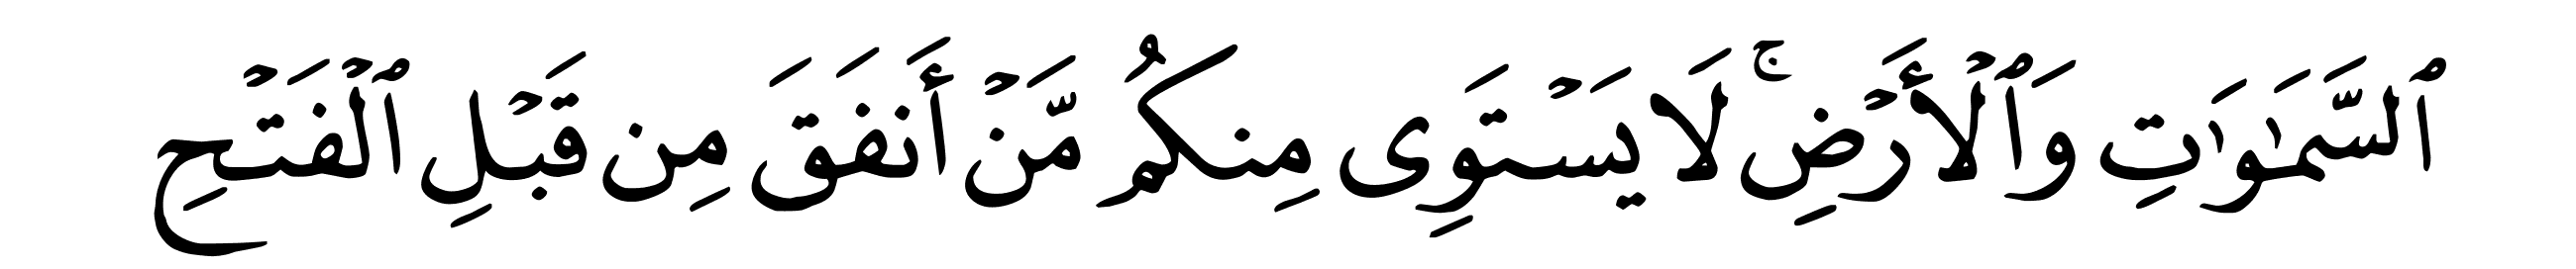 ٱلسَّمَٰوَٰتِ وَٱلْأَرْضِۚ لَا يَسْتَوِى مِنكُم مَّنْ أَنفَقَ مِن قَبْلِ ٱلْفَتْحِ